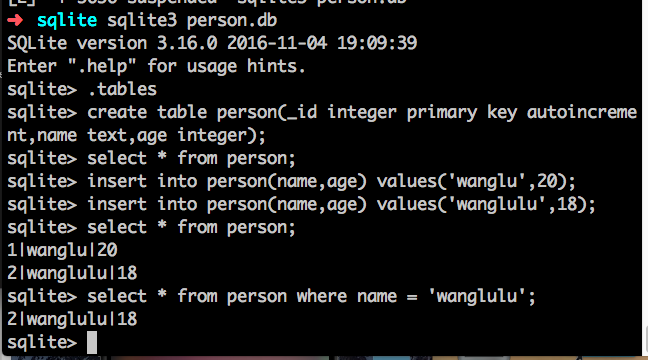 ➜ sqlite sqlite3 person.db
SQLite version 3.16.0 2016-11-04 19:09:39
Enter ".help" for usage hints.
sqlite> .tables
sqlite> create table person(_id integer primary key autoincreme
nt,name text,age integer);
sqlite> select * from person;
sqlite> insert into person(name,age) values('wanglu',20);
sqlite> insert into person(name,age) values('wanglulu',18);
sqlite> select * from person;
1|wanglu|20
2|wanglulu|18
sqlite> select * from person where name = 'wanglulu';
2|wanglulu|18
sqlite>